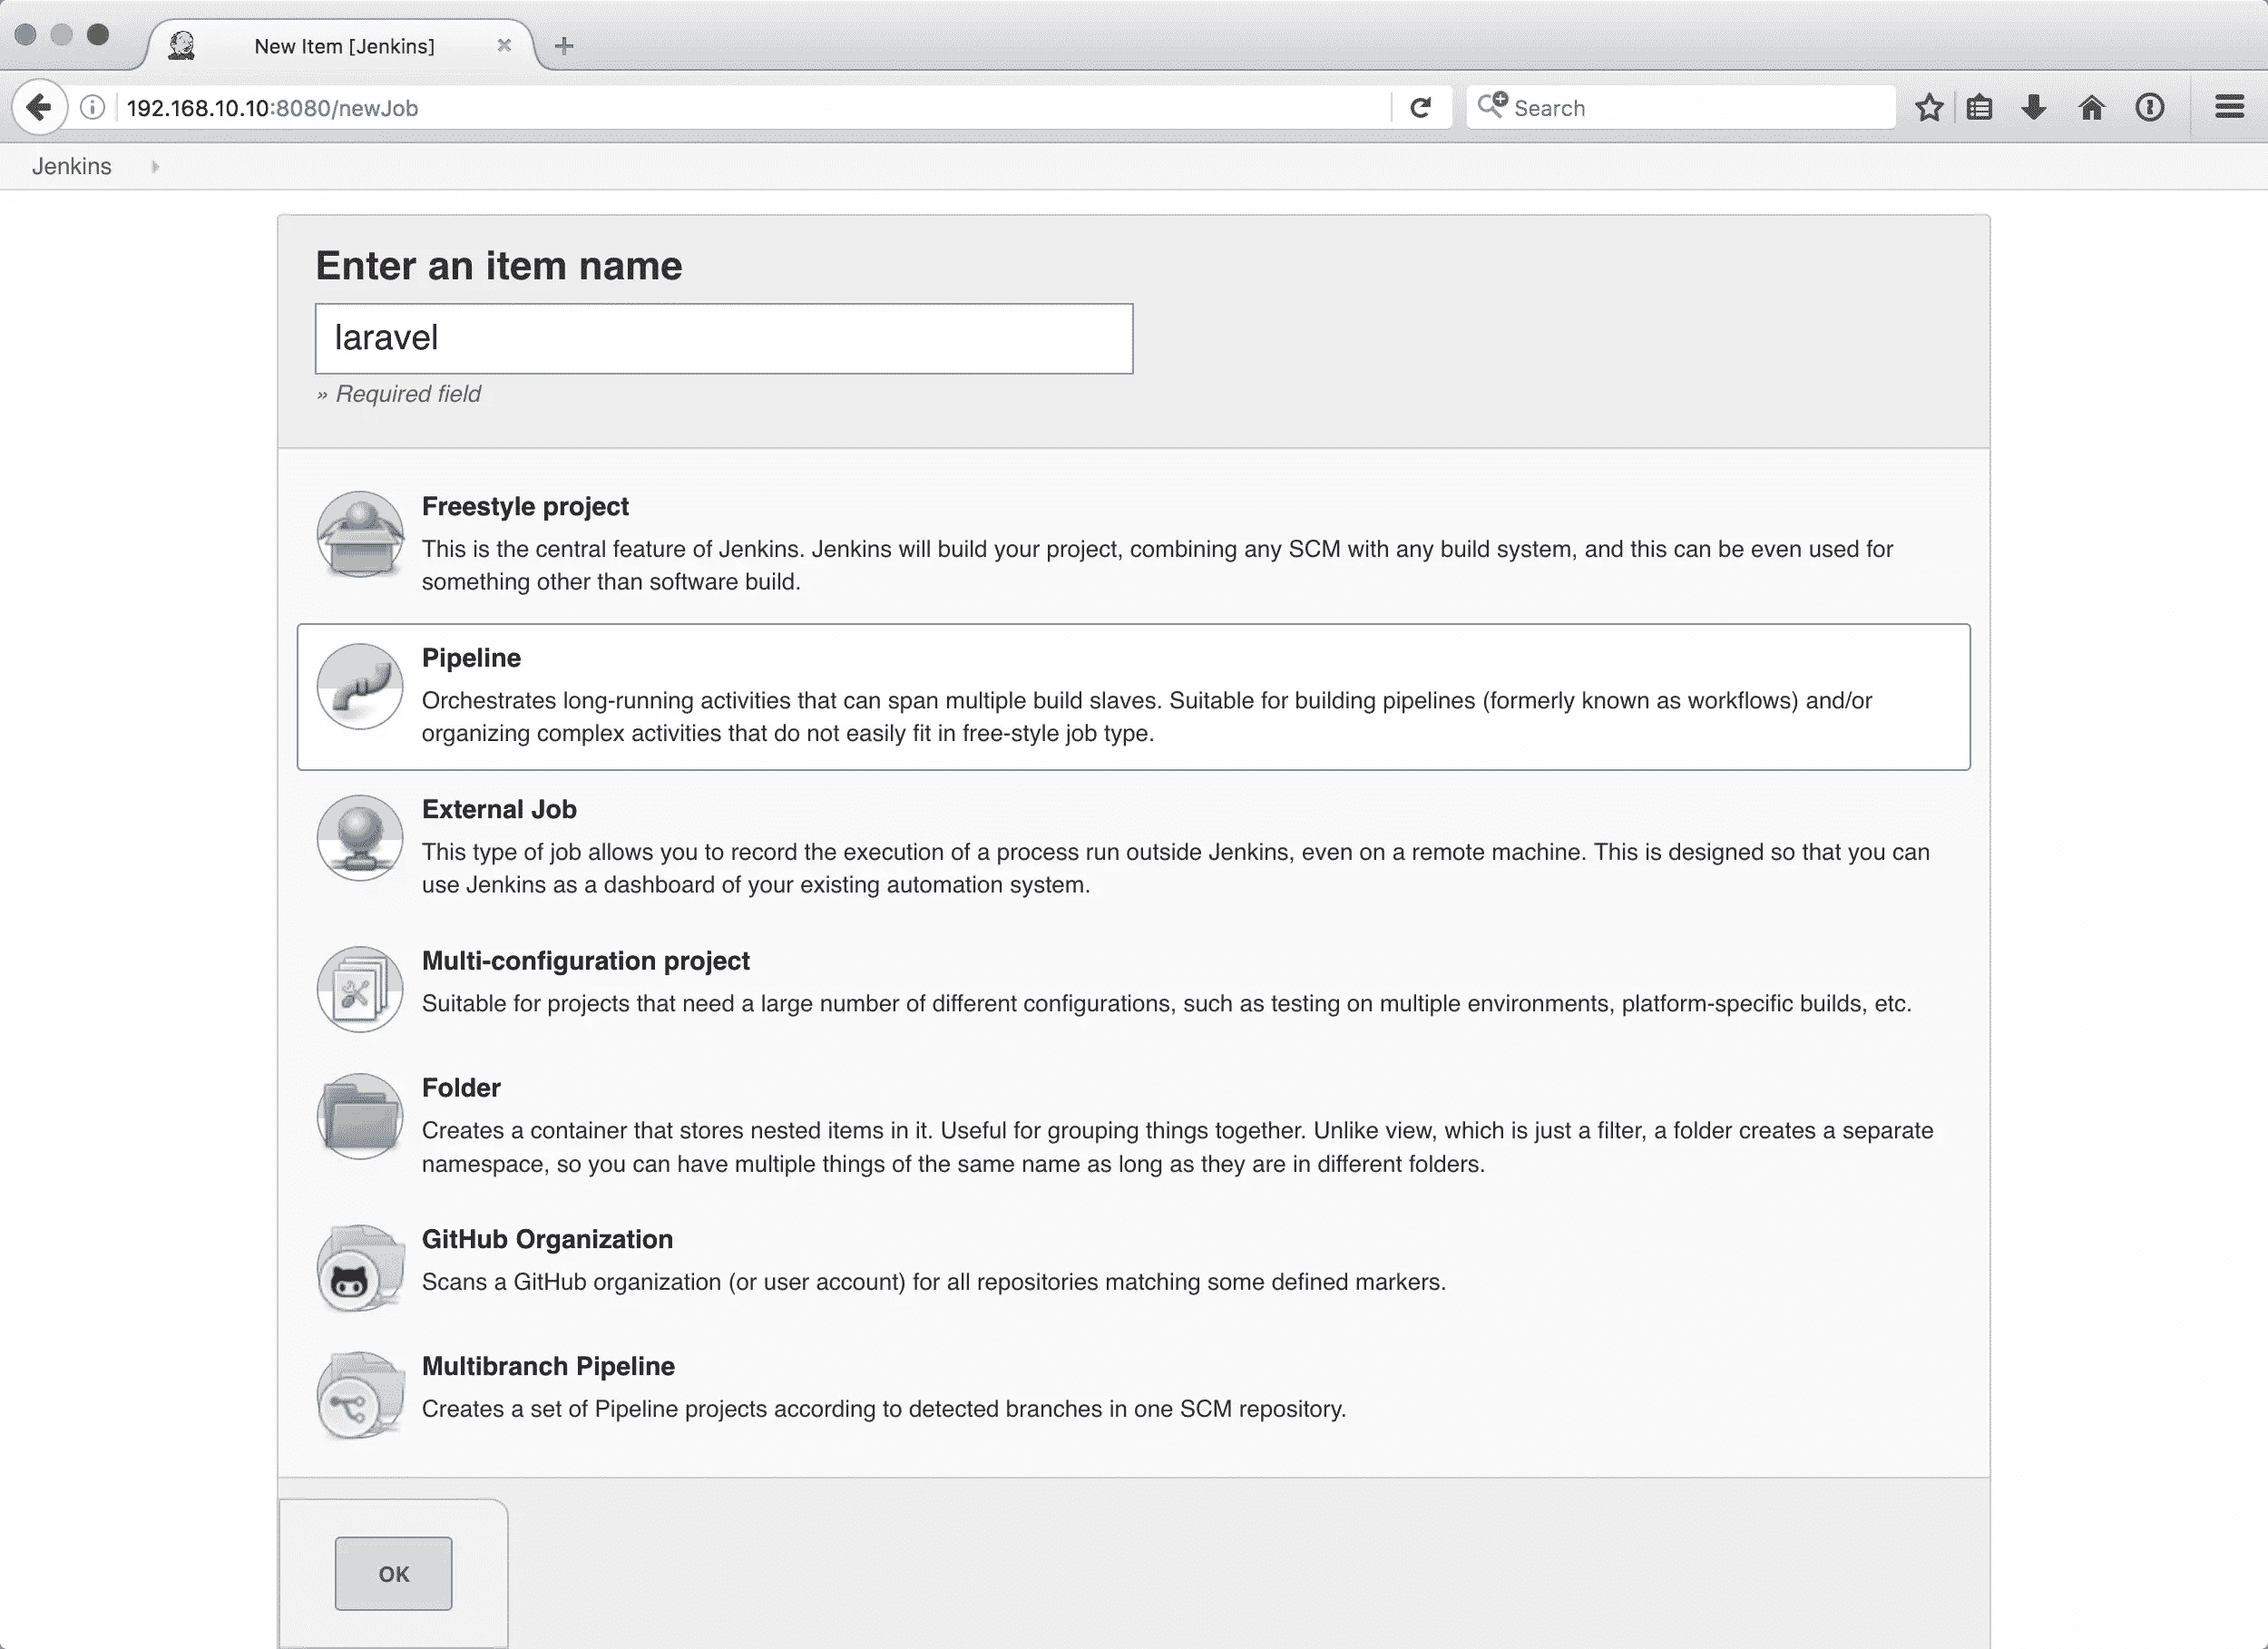 New Item [Jenkins]
192.168.10.10:8080/newJob
Search
Jenkins
Enter an item name
laravel
» Required field
Freestyle project
This is the central feature of Jenkins. Jenkins will build your project, combining any SCM with any build system, and this can be even used for
something other than software build.
Pipeline
Orchestrates long-running activities that can span multiple build slaves. Suitable for building pipelines (formerly known as workflows) and/or
organizing complex activities that do not easily fit in free-style job type.
External Job
This type of job allows you to record the execution of a process run outside Jenkins, even on a remote machine. This is designed so that you can
use Jenkins as a dashboard of your existing automation system.
Multi-configuration project
Suitable for projects that need a large number of different configurations, such as testing on multiple environments, platform-specific builds, etc.
Folder
Creates a container that stores nested items in it. Useful for grouping things together. Unlike view, which is just a filter, a folder creates a separate
namespace, so you can have multiple things of the same name as long as they are in different folders.
GitHub Organization
Scans a GitHub organization (or user account) for all repositories matching some defined markers.
Multibranch Pipeline
Creates a set of Pipeline projects according to detected branches in one SCM repository.
OK